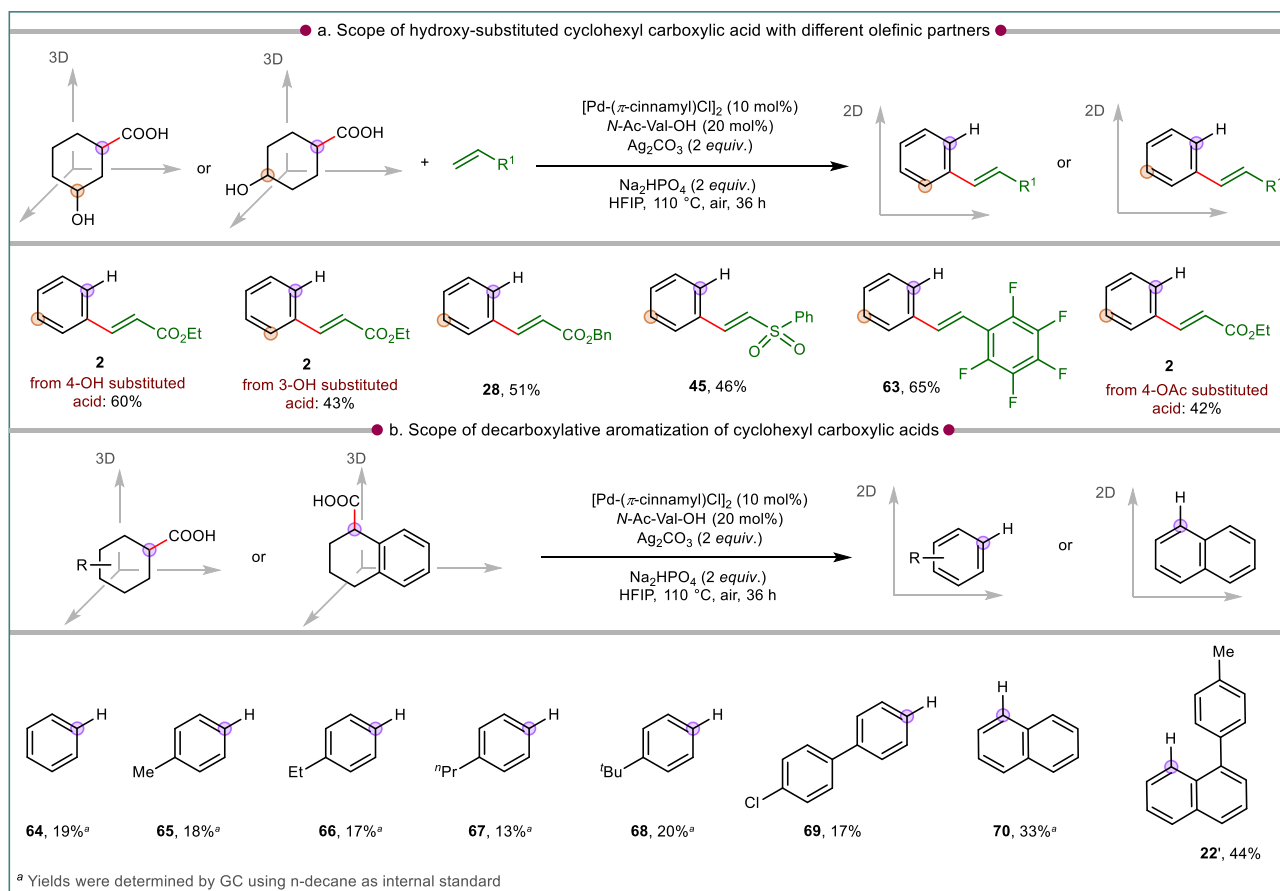 a. Scope of hydroxy-substituted cyclohexyl carboxylic acid with different olefinic partners
3D
COOH
OH
or
3D
COOH
HO
+
R¹
[Pd-(π-cinnamyl)Cl]₂ (10 mol%)
N-Ac-Val-OH (20 mol%)
Ag₂CO₃ (2 equiv.)
Na₂HPO₄ (2 equiv.)
HFIP, 110 °C, air, 36 h
2D
H
R¹
or
2D
H
R¹
H
CO₂Et
2
from 4-OH substituted
acid: 60%
H
CO₂Et
2
from 3-OH substituted
acid: 43%
H
CO₂Bn
28, 51%
H
Ph
S
O
O
45, 46%
H
F
F
F
F
F
63, 65%
H
CO₂Et
2
from 4-OAc substituted
acid: 42%
b. Scope of decarboxylative aromatization of cyclohexyl carboxylic acids
3D
COOH
R
or
3D
HOOC
[Pd-(π-cinnamyl)Cl]₂ (10 mol%)
N-Ac-Val-OH (20 mol%)
Ag₂CO₃ (2 equiv.)
Na₂HPO₄ (2 equiv.)
HFIP, 110 °C, air, 36 h
2D
H
R
or
2D
H
H
64, 19%ᵃ
H
Me
65, 18%ᵃ
H
Et
66, 17%ᵃ
H
ⁿPr
67, 13%ᵃ
H
ᵗBu
68, 20%ᵃ
H
Cl
69, 17%
H
70, 33%ᵃ
Me
H
22', 44%
ᵃ Yields were determined by GC using n-decane as internal standard